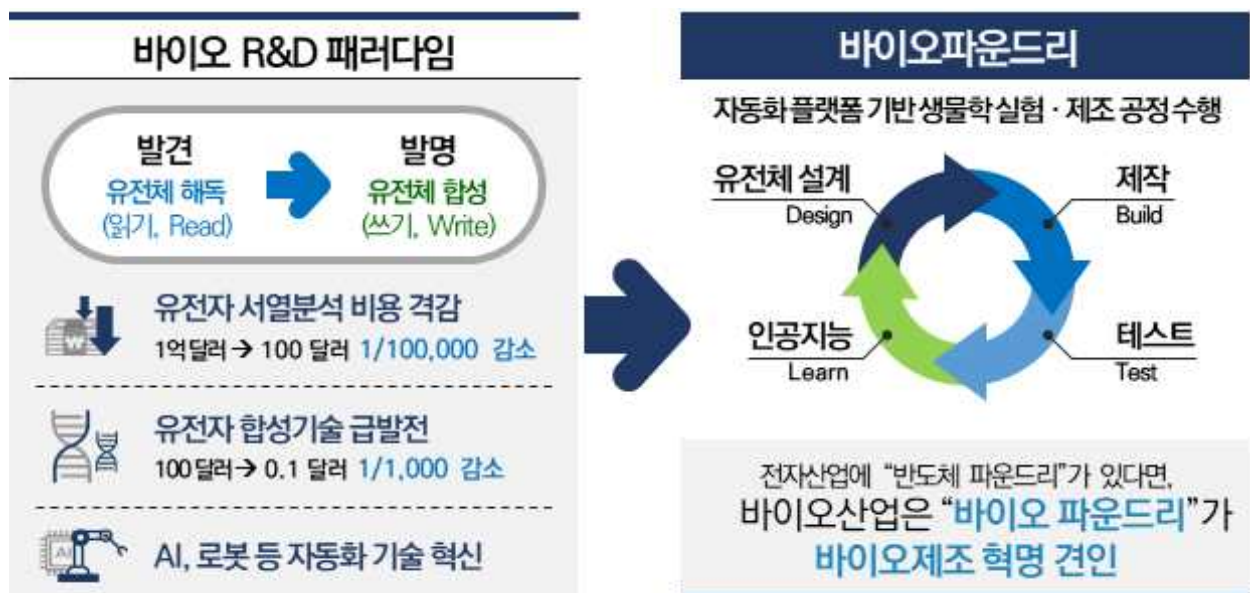 바이오 R&D 패러다임
발견
유전체 해독
(읽기, Read)
발명
유전체 합성
(쓰기, Write)
W
유전자 서열분석 비용 격감
1억달러→ 100 달러 1/100,000 감소
유전자 합성기술 급발전
100달러→ 0.1 달러 1/1,000 감소
AI
AI, 로봇 등 자동화 기술 혁신
바이오파운드리
자동화 플랫폼 기반 생물학 실험 · 제조 공정 수행
유전체 설계
Design
제작
Build
인공지능
Learn
테스트
Test
전자산업에 “반도체 파운드리”가 있다면,
바이오산업은 “바이오 파운드리”가
바이오제조 혁명 견인